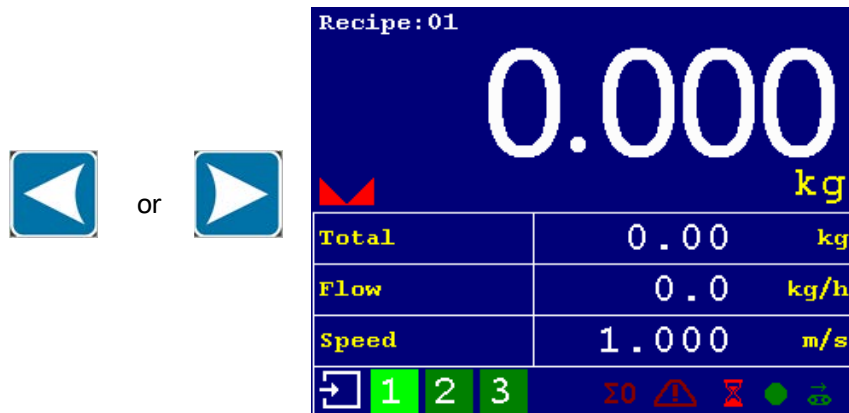 Recipe:01
0.000
kg
or
Total 0.00 kg
Flow 0.0 kg/h
Speed 1.000 m/s
1 2 3 Σ0